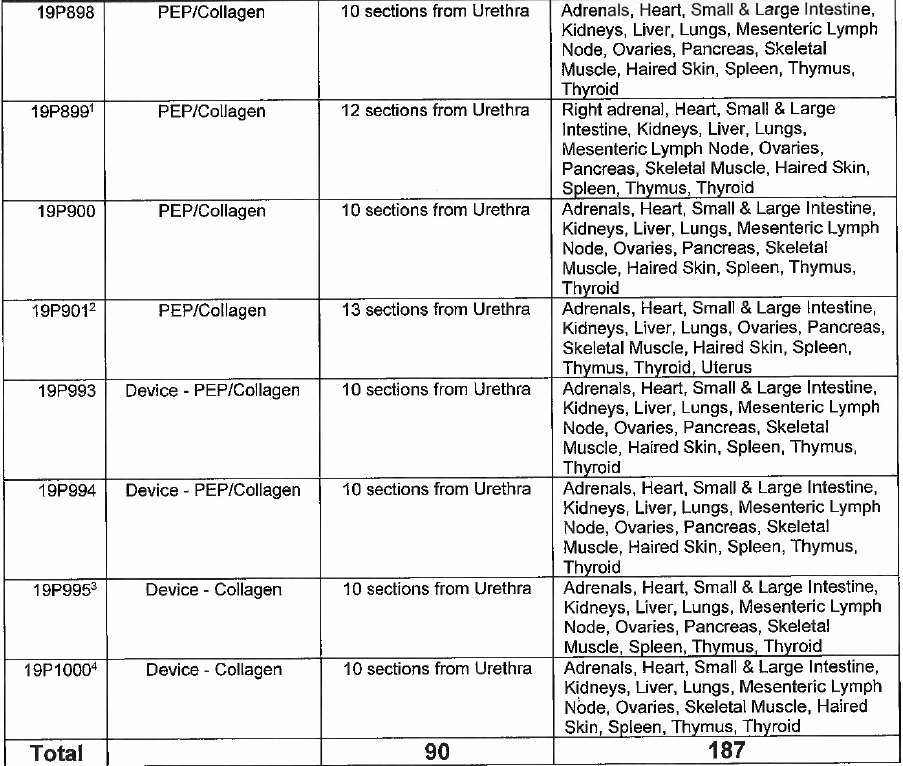 19P898 PEP/Collagen 10 sections from Urethra Adrenals, Heart, Small & Large Intestine,
Kidneys, Liver, Lungs, Mesenteric Lymph
Node, Ovaries, Pancreas, Skeletal
Muscle, Haired Skin, Spleen, Thymus,
Thyroid
19P899¹ PEP/Collagen 12 sections from Urethra Right adrenal, Heart, Small & Large
Intestine, Kidneys, Liver, Lungs,
Mesenteric Lymph Node, Ovaries,
Pancreas, Skeletal Muscle, Haired Skin,
Spleen, Thymus, Thyroid
19P900 PEP/Collagen 10 sections from Urethra Adrenals, Heart, Small & Large Intestine,
Kidneys, Liver, Lungs, Mesenteric Lymph
Node, Ovaries, Pancreas, Skeletal
Muscle, Haired Skin, Spleen, Thymus,
Thyroid
19P901² PEP/Collagen 13 sections from Urethra Adrenals, Heart, Small & Large Intestine,
Kidneys, Liver, Lungs, Ovaries, Pancreas,
Skeletal Muscle, Haired Skin, Spleen,
Thymus, Thyroid, Uterus
19P993 Device - PEP/Collagen 10 sections from Urethra Adrenals, Heart, Small & Large Intestine,
Kidneys, Liver, Lungs, Mesenteric Lymph
Node, Ovaries, Pancreas, Skeletal
Muscle, Haired Skin, Spleen, Thymus,
Thyroid
19P994 Device - PEP/Collagen 10 sections from Urethra Adrenals, Heart, Small & Large Intestine,
Kidneys, Liver, Lungs, Mesenteric Lymph
Node, Ovaries, Pancreas, Skeletal
Muscle, Haired Skin, Spleen, Thymus,
Thyroid
19P995³ Device - Collagen 10 sections from Urethra Adrenals, Heart, Small & Large Intestine,
Kidneys, Liver, Lungs, Mesenteric Lymph
Node, Ovaries, Pancreas, Skeletal
Muscle, Spleen, Thymus, Thyroid
19P1000⁴ Device - Collagen 10 sections from Urethra Adrenals, Heart, Small & Large Intestine,
Kidneys, Liver, Lungs, Mesenteric Lymph
Node, Ovaries, Skeletal Muscle, Haired
Skin, Spleen, Thymus, Thyroid
Total 90 187